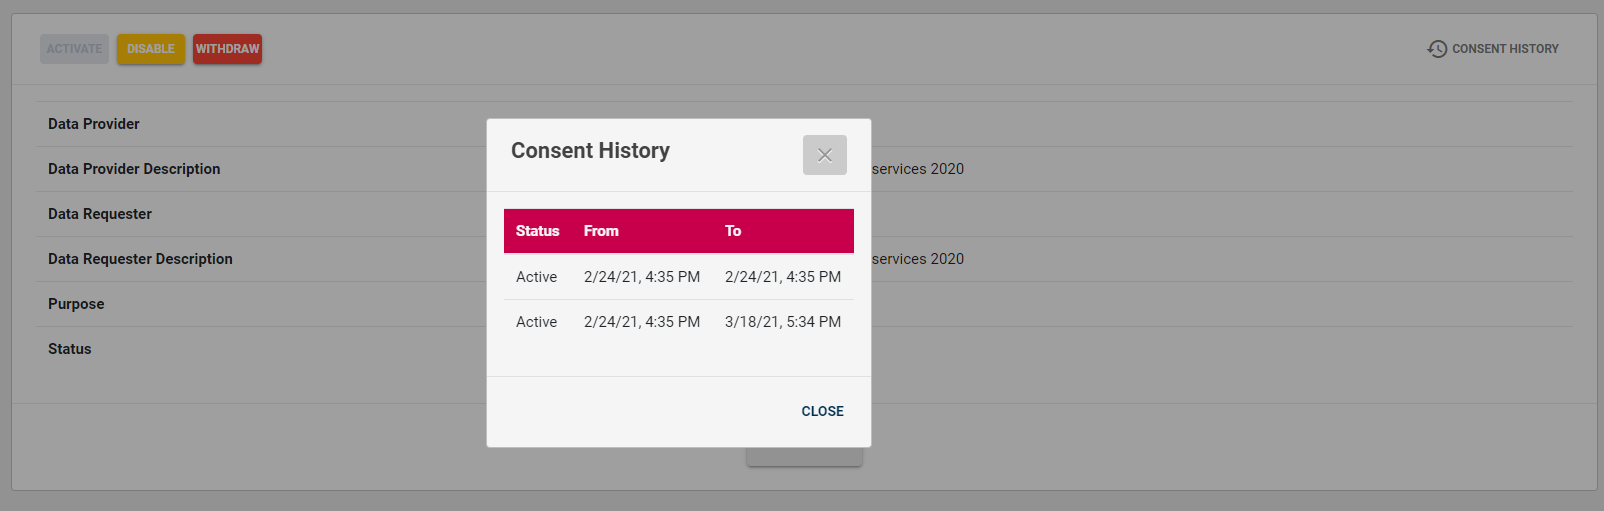 ACTIVATE DISABLE WITHDRAW CONSENT HISTORY
Data Provider
Data Provider Description services 2020
Data Requester
Data Requester Description services 2020
Purpose
Status
Consent History
Status From To
Active 2/24/21, 4:35 PM 2/24/21, 4:35 PM
Active 2/24/21, 4:35 PM 3/18/21, 5:34 PM
CLOSE